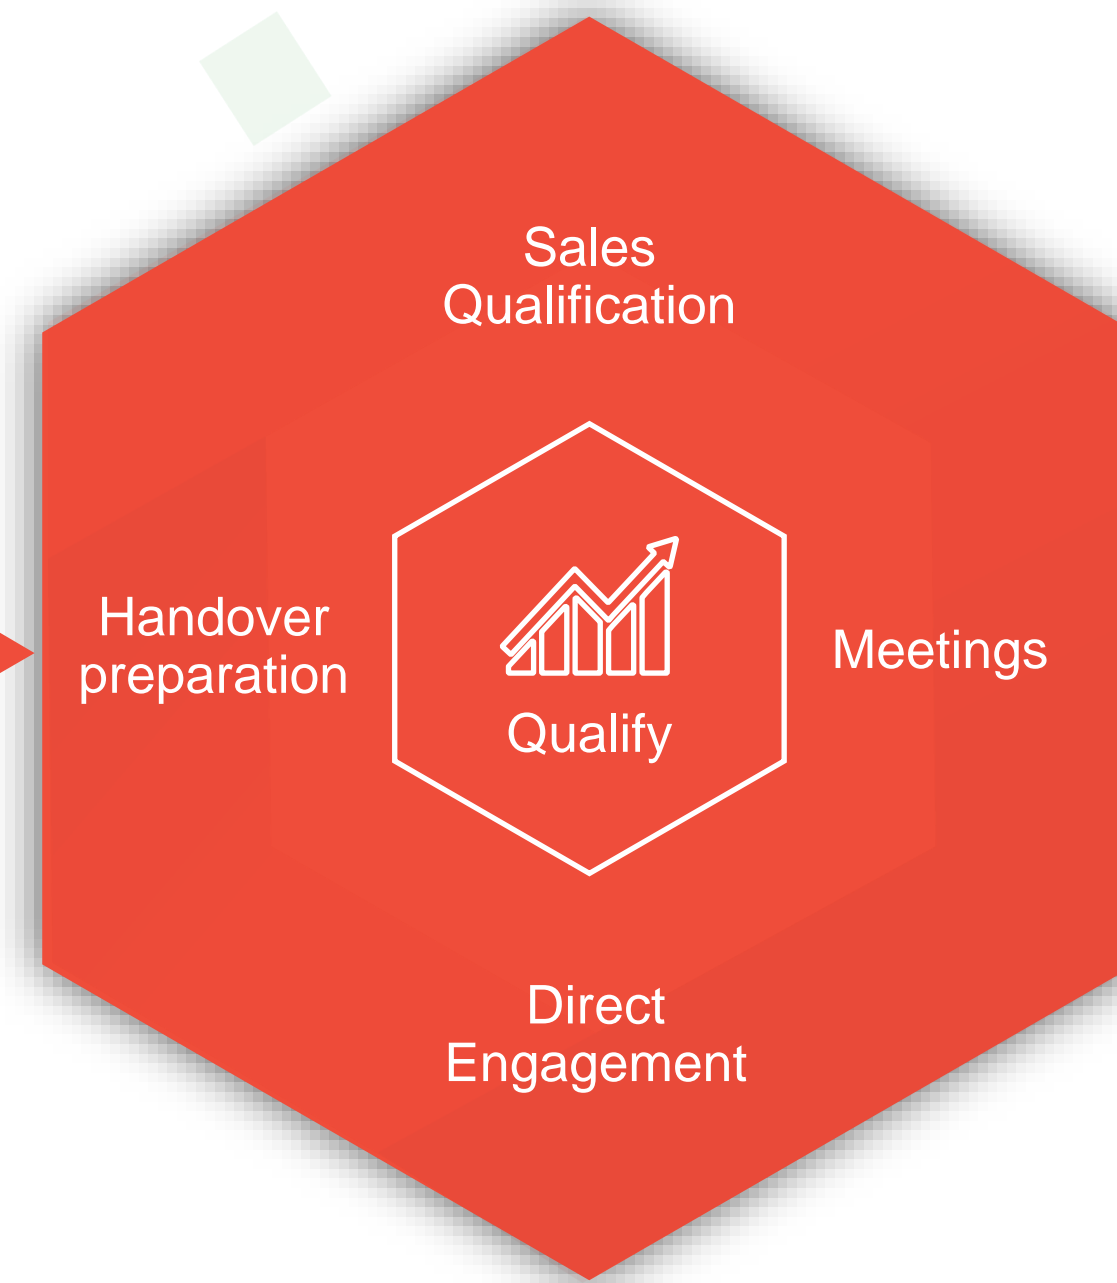 Sales
Qualification
Handover
preparation
Meetings
Qualify
Direct
Engagement